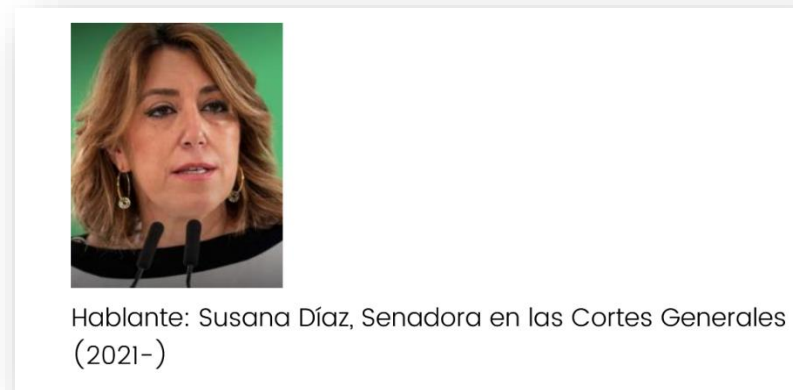 Hablante: Susana Díaz, Senadora en las Cortes Generales
(2021-)